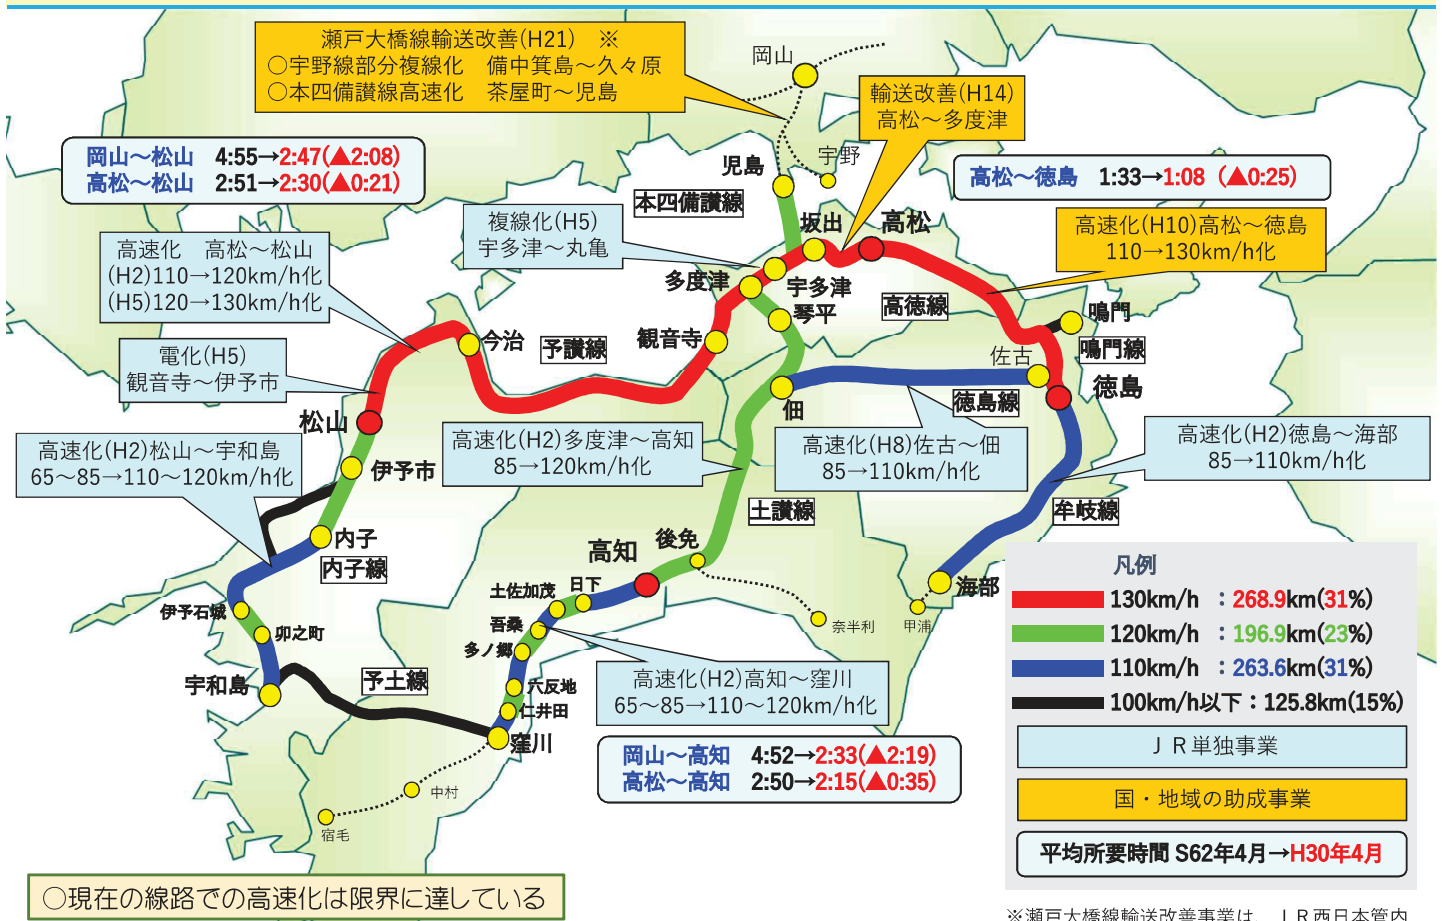 瀬戸大橋線輸送改善(H21)　※
○宇野線部分複線化　備中箕島～久々原
○本四備讃線高速化　茶屋町～児島
岡山
輸送改善(H14)
高松～多度津
岡山～松山　4:55→2:47(▲2:08)
高松～松山　2:51→2:30(▲0:21)
児島
宇野
高松～徳島　1:33→1:08（▲0:25）
本四備讃線
複線化(H5)
宇多津～丸亀
坂出
高松
高速化(H10)高松～徳島
110→130km/h化
高速化　高松～松山
(H2)110→120km/h化
(H5)120→130km/h化
多度津
宇多津
高徳線
琴平
鳴門
今治
予讃線
観音寺
佐古
鳴門線
電化(H5)
観音寺～伊予市
佃
徳島線
徳島
松山
高速化(H2)松山～宇和島
65～85→110～120km/h化
伊予市
高速化(H2)多度津～高知
85→120km/h化
高速化(H8)佐古～佃
85→110km/h化
高速化(H2)徳島～海部
85→110km/h化
土讃線
牟岐線
内子
内子線
高知
後免
土佐加茂
日下
海部
伊予石城
卯之町
吾桑
多ノ郷
奈半利
甲浦
宇和島
予土線
六反地
仁井田
窪川
高速化(H2)高知～窪川
65～85→110～120km/h化
岡山～高知　4:52→2:33(▲2:19)
高松～高知　2:50→2:15(▲0:35)
中村
宿毛
凡例
130km/h　：268.9km(31%)
120km/h　：196.9km(23%)
110km/h　：263.6km(31%)
100km/h以下：125.8km(15%)
ＪＲ単独事業
国・地域の助成事業
平均所要時間 S62年4月→H30年4月
○現在の線路での高速化は限界に達している
※瀬戸大橋線輸送改善事業は、ＪＲ西日本管内